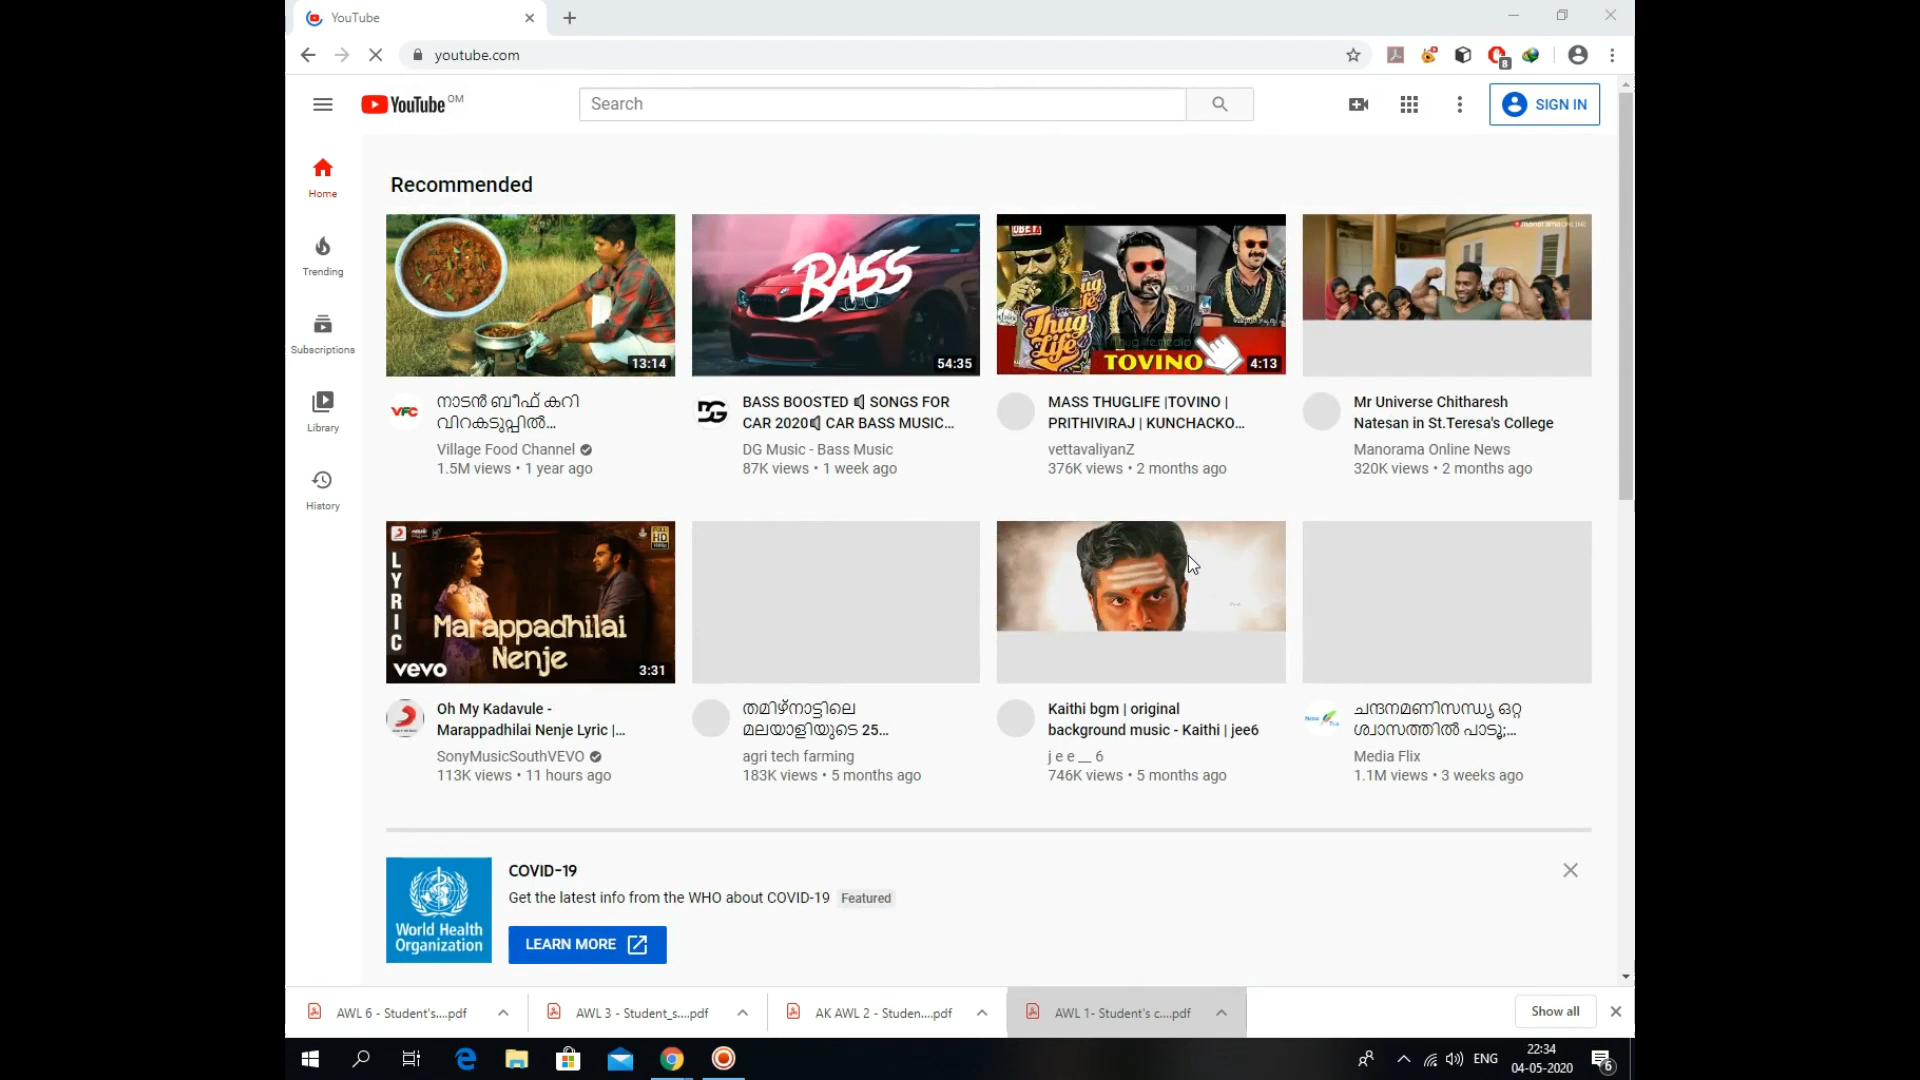 YouTube
youtube.com
8
YouTube OM
Search
SIGN IN
Home
Trending
Subscriptions
Library
History
Recommended
13:14
BASS
54:35
Thug Life
TOVINO
4:13
VFC
നാടൻ ബീഫ് കറി
വിറകടുപ്പിൽ...
Village Food Channel
1.5M views • 1 year ago
DG
BASS BOOSTED 🔈 SONGS FOR
CAR 2020🔈 CAR BASS MUSIC...
DG Music - Bass Music
87K views • 1 week ago
MASS THUGLIFE |TOVINO |
PRITHIVIRAJ | KUNCHACKO...
vettavaliyanZ
376K views • 2 months ago
Mr Universe Chitharesh
Natesan in St.Teresa's College
Manorama Online News
320K views • 2 months ago
LYRIC
FULL HD
Marappadhilai
Nenje
vevo
3:31
Oh My Kadavule -
Marappadhilai Nenje Lyric |...
SonyMusicSouthVEVO
113K views • 11 hours ago
തമിഴ്നാട്ടിലെ
മലയാളിയുടെ 25...
agri tech farming
183K views • 5 months ago
Kaithi bgm | original
background music - Kaithi | jee6
j e e __ 6
746K views • 5 months ago
ചന്ദനമണിസന്ധ്യ ഒറ്റ
ശ്വാസത്തിൽ പാടൂ;...
Media Flix
1.1M views • 3 weeks ago
World Health
Organization
COVID-19
Get the latest info from the WHO about COVID-19 Featured
LEARN MORE
AWL 6 - Student's....pdf
AWL 3 - Student_s....pdf
AK AWL 2 - Studen....pdf
AWL 1- Student's c....pdf
Show all
ENG
22:34
04-05-2020
6